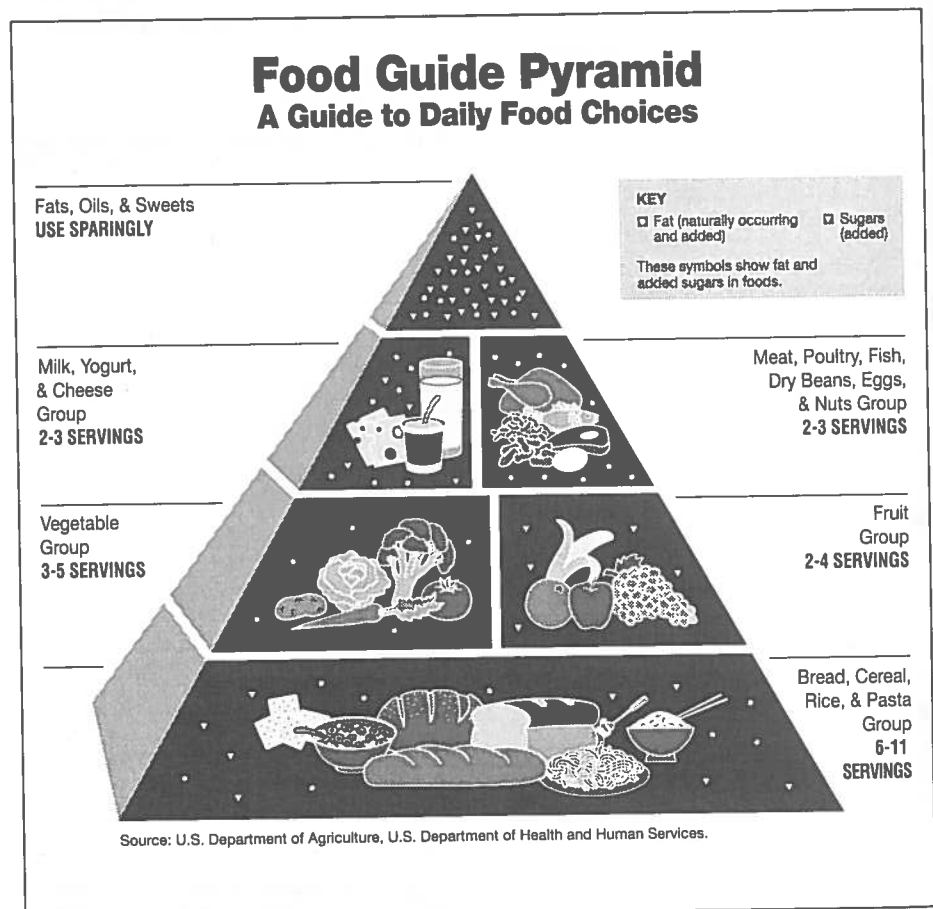 Food Guide Pyramid
A Guide to Daily Food Choices
Fats, Oils, & Sweets
USE SPARINGLY
KEY
Fat (naturally occurring
and added)
Sugars
(added)
These symbols show fat and
added sugars in foods.
Milk, Yogurt,
& Cheese
Group
2-3 SERVINGS
Meat, Poultry, Fish,
Dry Beans, Eggs,
& Nuts Group
2-3 SERVINGS
Vegetable
Group
3-5 SERVINGS
Fruit
Group
2-4 SERVINGS
Bread, Cereal,
Rice, & Pasta
Group
6-11
SERVINGS
Source: U.S. Department of Agriculture, U.S. Department of Health and Human Services.